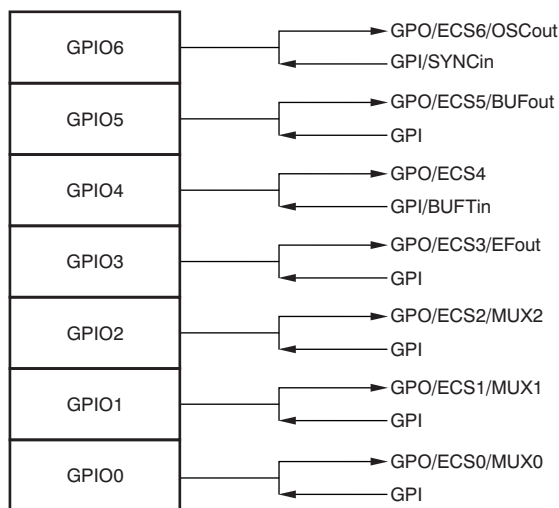 GPIO6
GPO/ECS6/OSCout
GPI/SYNCin
GPIO5
GPO/ECS5/BUFout
GPI
GPIO4
GPO/ECS4
GPI/BUFTin
GPIO3
GPO/ECS3/EFout
GPI
GPIO2
GPO/ECS2/MUX2
GPI
GPIO1
GPO/ECS1/MUX1
GPI
GPIO0
GPO/ECS0/MUX0
GPI